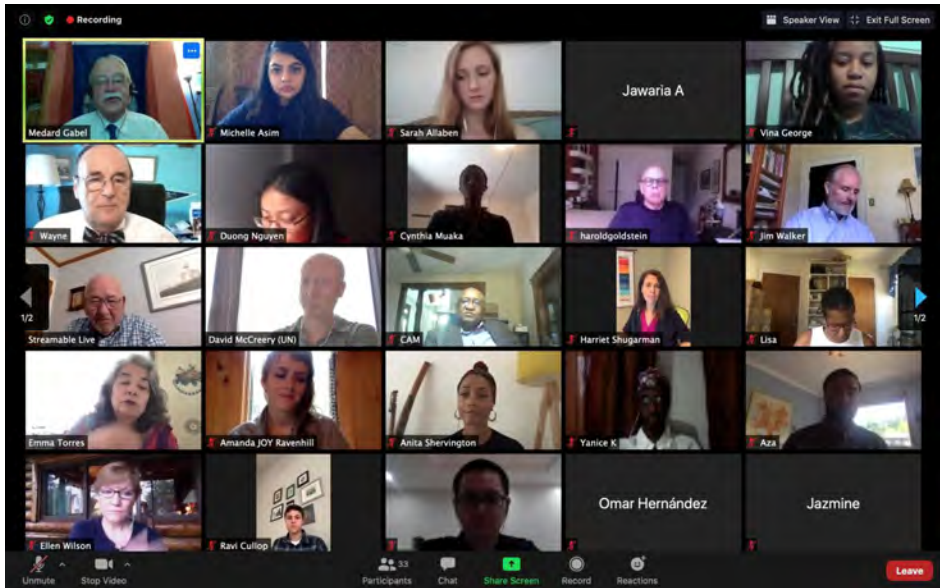 Recording
Speaker View
Exit Full Screen
Medard Gabel
Michelle Asim
Sarah Allaben
Jawaria A
Vina George
Wayne
Duong Nguyen
Cynthia Muaka
haroldgoldstein
Jim Walker
1/2
Streamable Live
David McCreery (UN)
CAM
Harriet Shugarman
Lisa
1/2
Emma Torres
Amanda JOY Ravenhill
Anita Shervington
Yanice K
Aza
Ellen Wilson
Ravi Cullop
Omar Hernández
Jazmine
Unmute
Stop Video
33
Participants
Chat
Share Screen
Record
Reactions
Leave